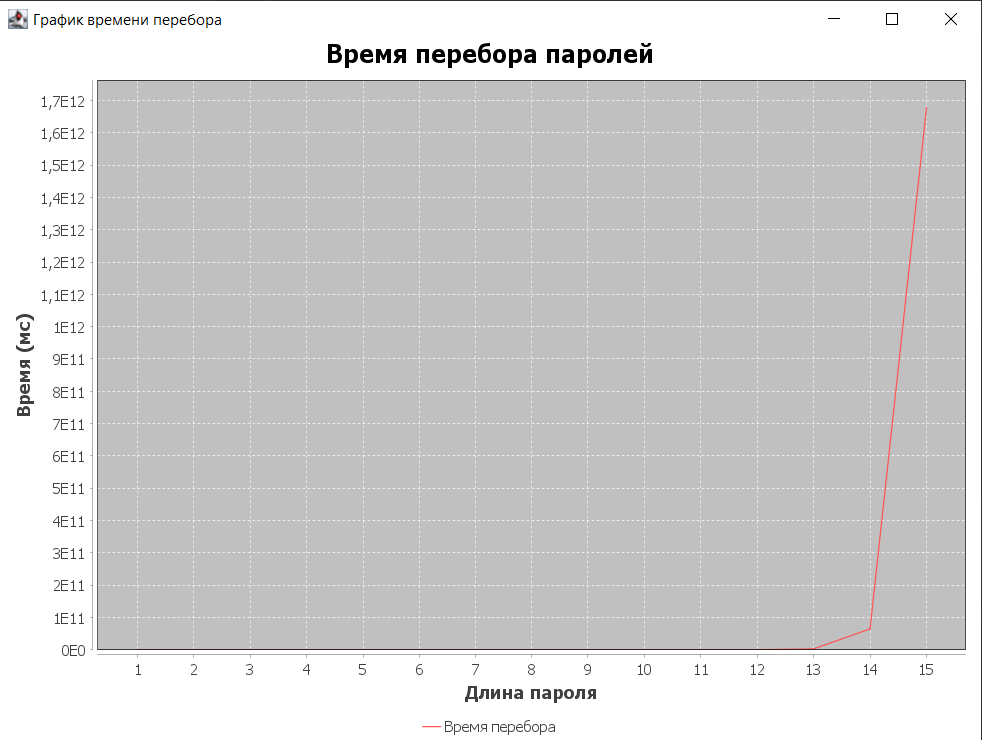 График времени перебора
Время перебора паролей
1,7E12
1,6E12
1,5E12
1,4E12
1,3E12
1,2E12
1,1E12
1E12
9E11
8E11
7E11
6E11
5E11
4E11
3E11
2E11
1E11
0E0
Время (мс)
1 2 3 4 5 6 7 8 9 10 11 12 13 14 15
Длина пароля
Время перебора